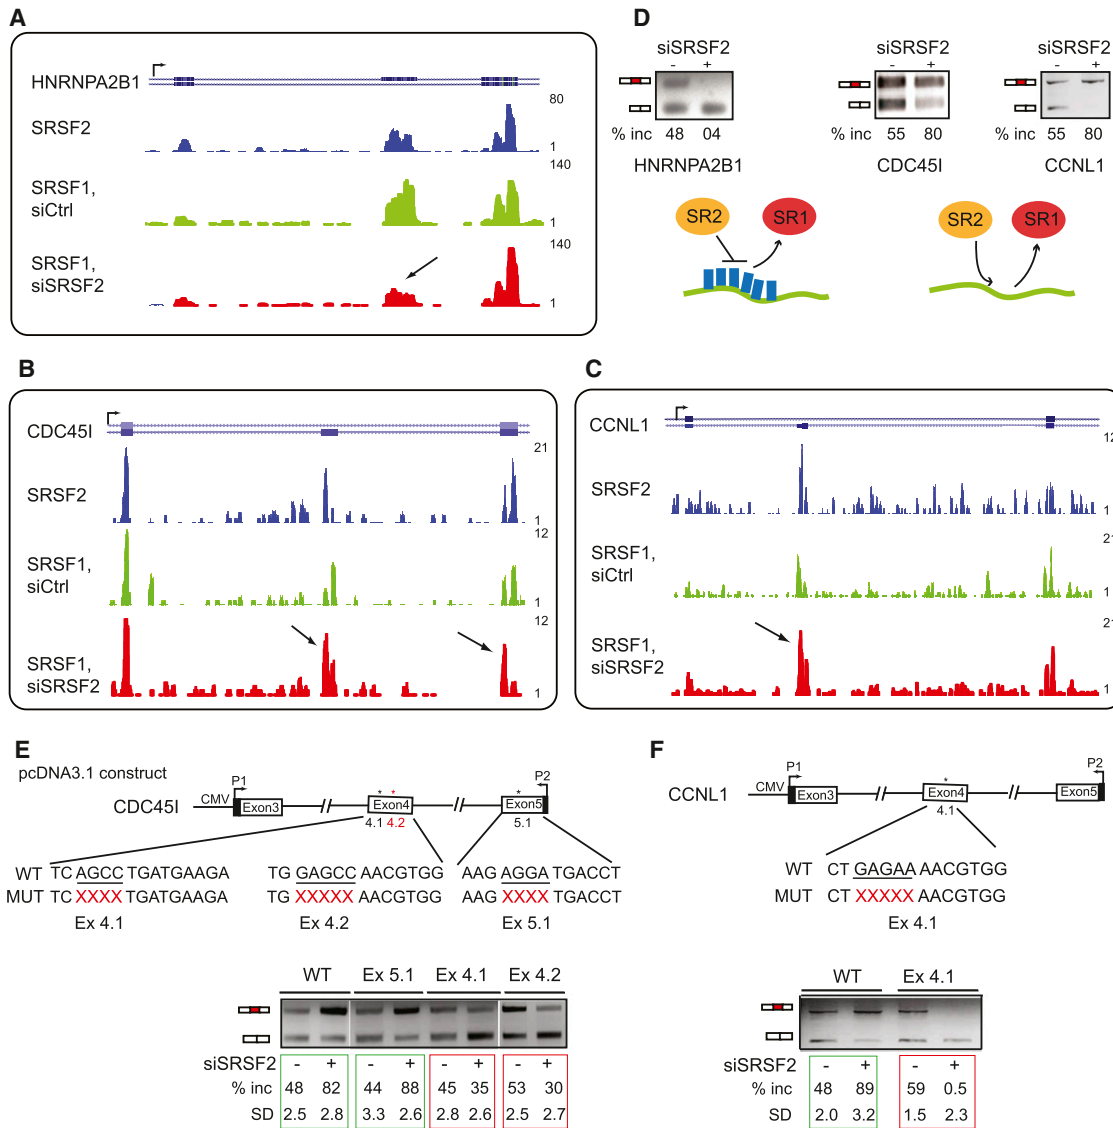 A
HNRNPA2B1
80
SRSF2
1
140
SRSF1,
siCtrl
1
140
SRSF1,
siSRSF2
1
D
siSRSF2
- +
% inc 48 04
HNRNPA2B1
siSRSF2
- +
% inc 55 80
CDC45I
siSRSF2
- +
% inc 55 80
CCNL1
SR2 SR1
SR2 SR1
B
CDC45I
21
SRSF2
1
12
SRSF1,
siCtrl
1
12
SRSF1,
siSRSF2
1
C
CCNL1
12
SRSF2
1
21
SRSF1,
siCtrl
1
21
SRSF1,
siSRSF2
1
E
pcDNA3.1 construct
CDC45I
CMV P1 Exon3 * * Exon4 * Exon5 P2
4.1 4.2 5.1
WT TC AGCC TGATGAAGA TG GAGCC AACGTGG AAG AGGA TGACCT
MUT TC XXXX TGATGAAGA TG XXXXX AACGTGG AAG XXXX TGACCT
Ex 4.1 Ex 4.2 Ex 5.1
WT Ex 5.1 Ex 4.1 Ex 4.2
siSRSF2 - + - + - + - +
% inc 48 82 44 88 45 35 53 30
SD 2.5 2.8 3.3 2.6 2.8 2.6 2.5 2.7
F
CCNL1
CMV P1 Exon3 * Exon4 Exon5 P2
4.1
WT CT GAGAA AACGTGG
MUT CT XXXXX AACGTGG
Ex 4.1
WT Ex 4.1
siSRSF2 - + - +
% inc 48 89 59 0.5
SD 2.0 3.2 1.5 2.3